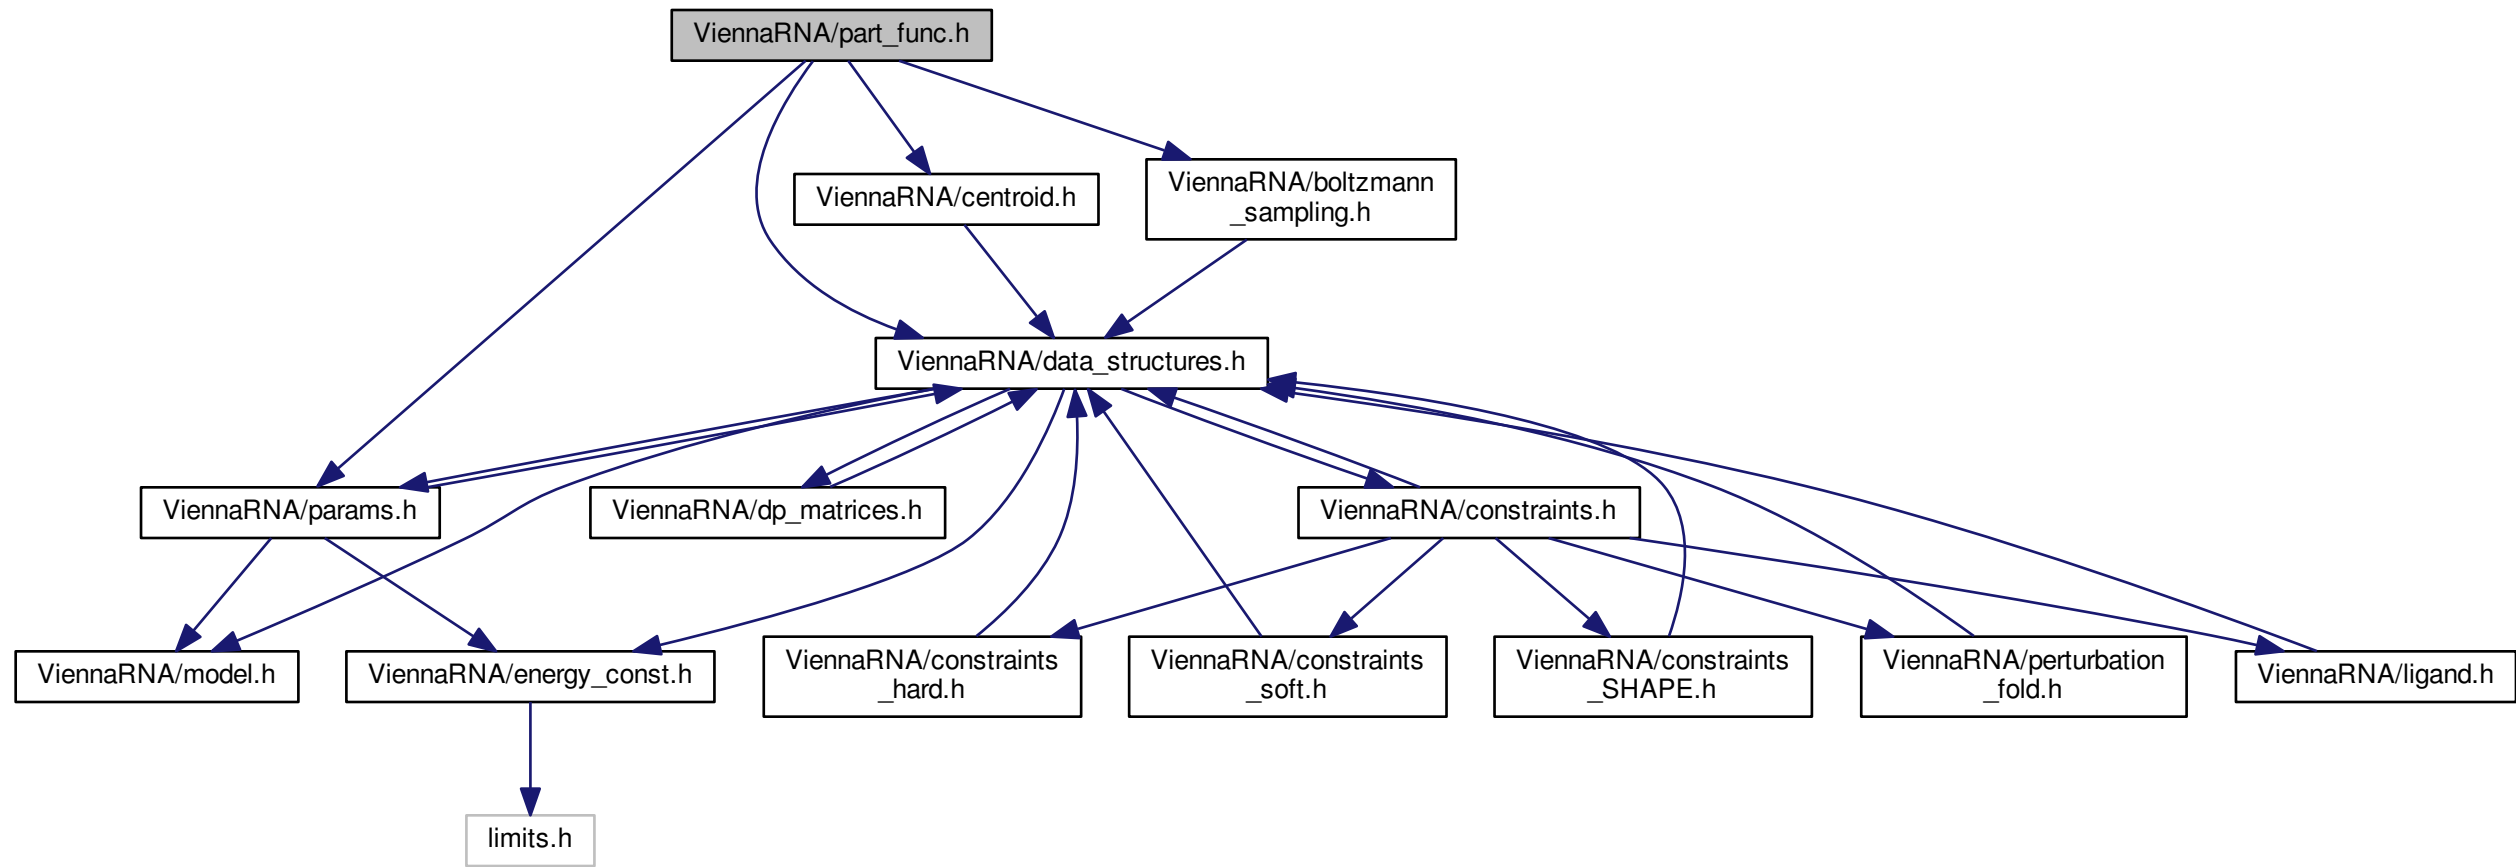 ViennaRNA/part_func.h
ViennaRNA/centroid.h
ViennaRNA/boltzmann
_sampling.h
ViennaRNA/data_structures.h
ViennaRNA/params.h
ViennaRNA/dp_matrices.h
ViennaRNA/constraints.h
ViennaRNA/model.h
ViennaRNA/energy_const.h
ViennaRNA/constraints
_hard.h
ViennaRNA/constraints
_soft.h
ViennaRNA/constraints
_SHAPE.h
ViennaRNA/perturbation
_fold.h
ViennaRNA/ligand.h
limits.h